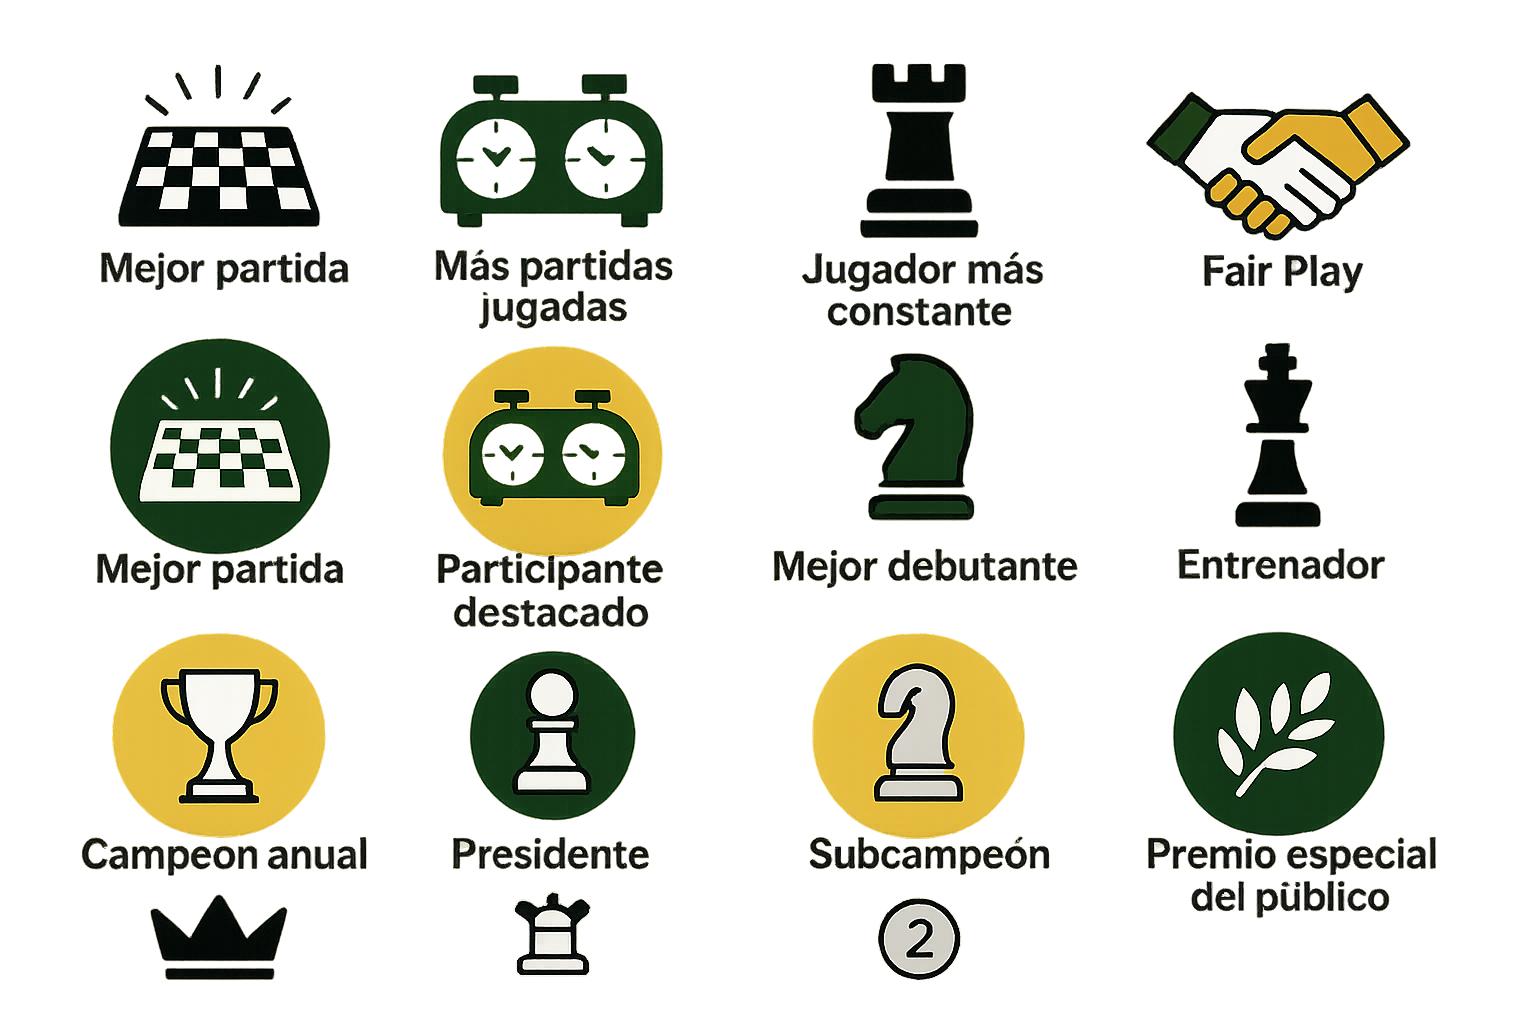 Mejor partida
Más partidas
jugadas
Jugador más
constante
Fair Play
Mejor partida
Participante
destacado
Mejor debutante
Entrenador
Campeon anual
Presidente
Subcampeón
Premio especial
del püblico
2